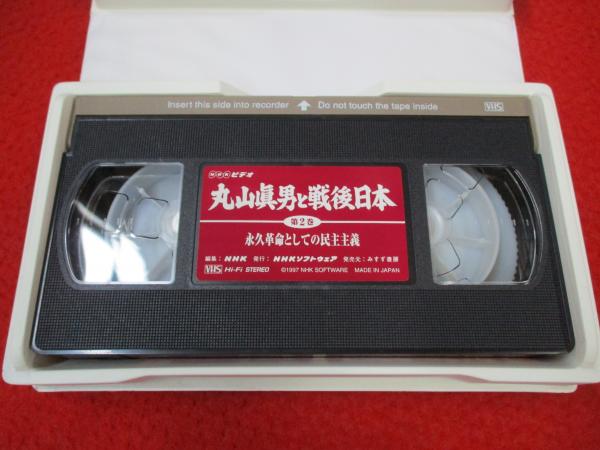 Insert this side into recorder ↑ Do not touch the tape inside VHS
NHKビデオ
丸山眞男と戦後日本
第2巻
永久革命としての民主主義
編集：NHK 発行：NHKソフトウェア 発売元：みすず書房
VHS Hi-Fi STEREO ©1997 NHK SOFTWARE MADE IN JAPAN